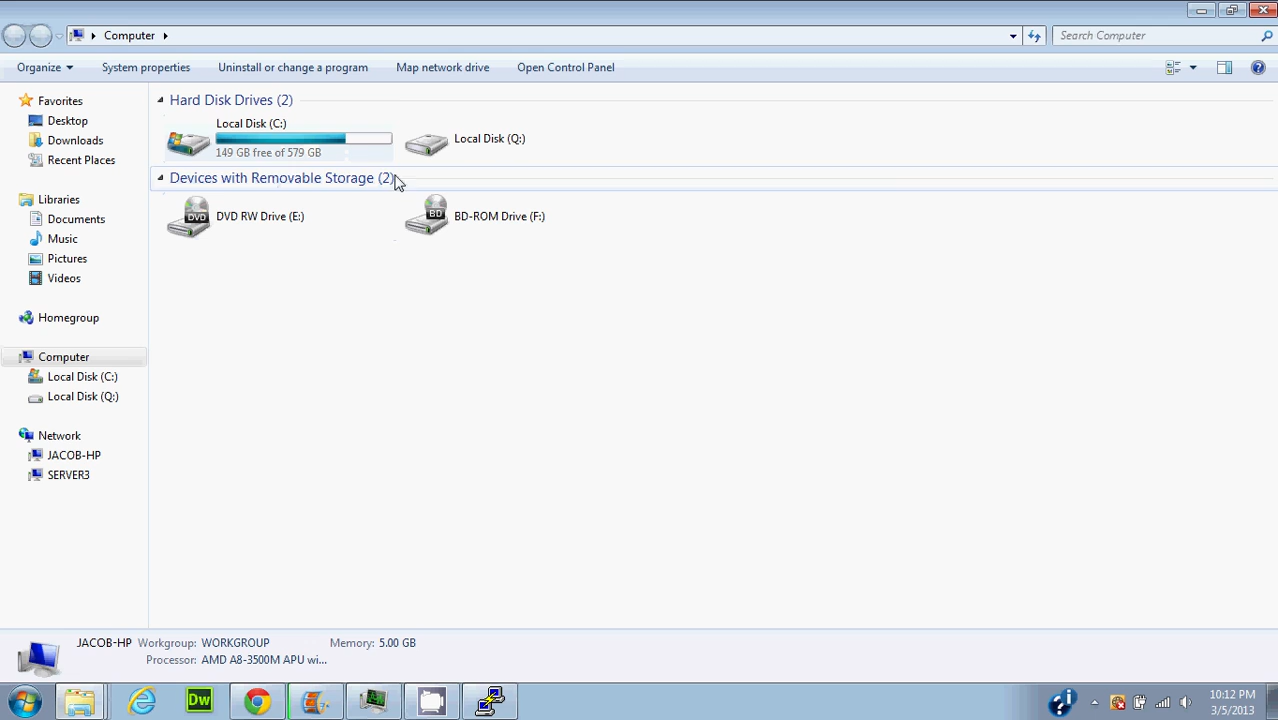 Computer
Search Computer
Organize
System properties
Uninstall or change a program
Map network drive
Open Control Panel
Favorites
Desktop
Downloads
Recent Places
Libraries
Documents
Music
Pictures
Videos
Homegroup
Computer
Local Disk (C:)
Local Disk (Q:)
Network
JACOB-HP
SERVER3
Hard Disk Drives (2)
Local Disk (C:)
149 GB free of 579 GB
Local Disk (Q:)
Devices with Removable Storage (2)
DVD
DVD RW Drive (E:)
BD
BD-ROM Drive (F:)
JACOB-HP Workgroup: WORKGROUP Memory: 5.00 GB
Processor: AMD A8-3500M APU wi...
Dw
10:12 PM
3/5/2013